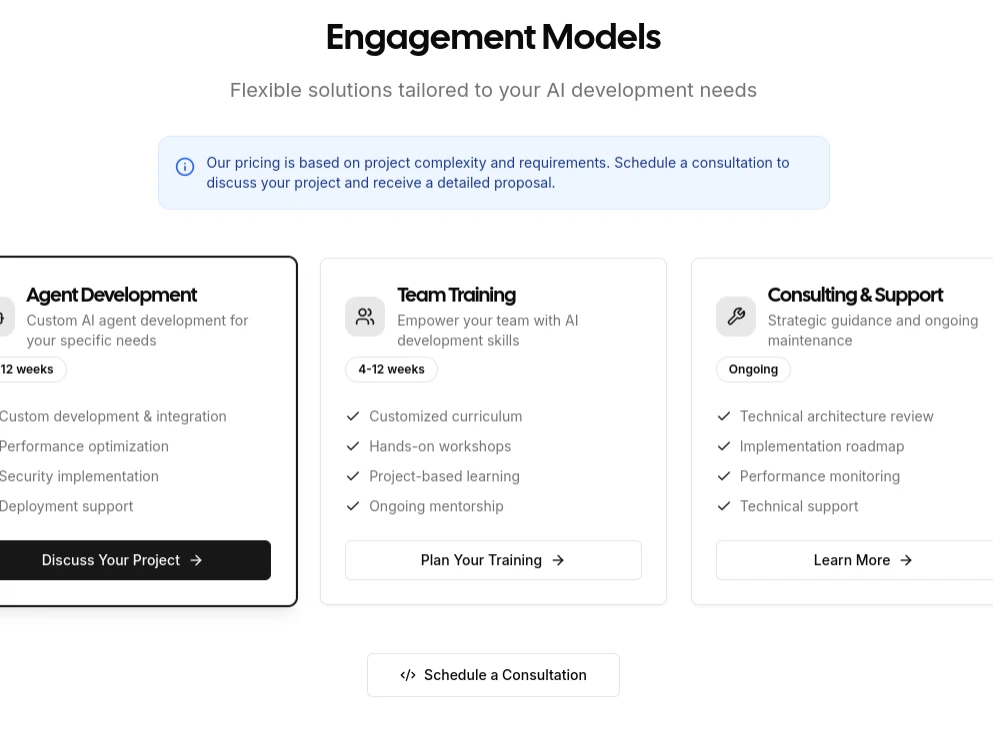 Engagement Models
Flexible solutions tailored to your AI development needs
Our pricing is based on project complexity and requirements. Schedule a consultation to
discuss your project and receive a detailed proposal.
Agent Development
Custom AI agent development for
your specific needs
12 weeks
Custom development & integration
Performance optimization
Security implementation
Deployment support
Discuss Your Project →
Team Training
Empower your team with AI
development skills
4-12 weeks
Customized curriculum
Hands-on workshops
Project-based learning
Ongoing mentorship
Plan Your Training →
Consulting & Support
Strategic guidance and ongoing
maintenance
Ongoing
Technical architecture review
Implementation roadmap
Performance monitoring
Technical support
Learn More →
Schedule a Consultation